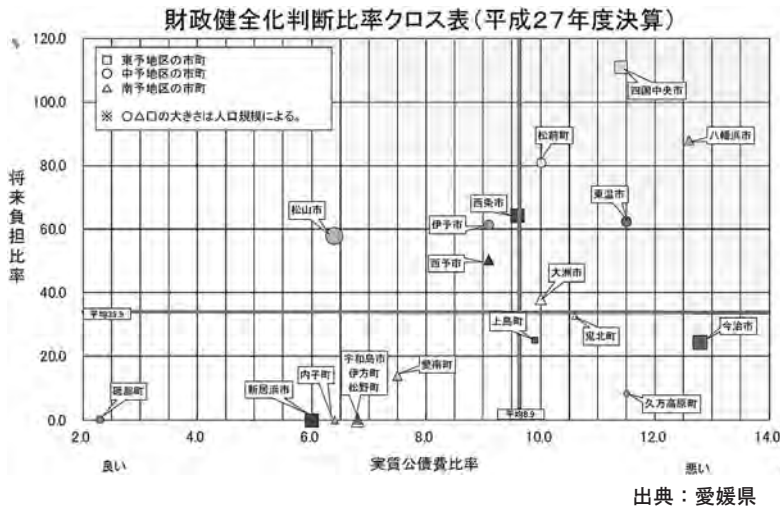 財政健全化判断比率クロス表(平成27年度決算)
%
120.0
100.0
80.0
60.0
40.0
20.0
0.0
将来負担比率
□ 東予地区の市町
○ 中予地区の市町
△ 南予地区の市町
※ ○△□の大きさは人口規模による。
四国中央市
松前町
八幡浜市
西条市
東温市
松山市
伊予市
西予市
大洲市
平均33.9
上島町
鬼北町
今治市
宇和島市
伊方町
松野町
愛南町
内子町
新居浜市
砥部町
久万高原町
2.0 4.0 6.0 8.0 10.0 12.0 14.0
良い
実質公債費比率
悪い
出典:愛媛県